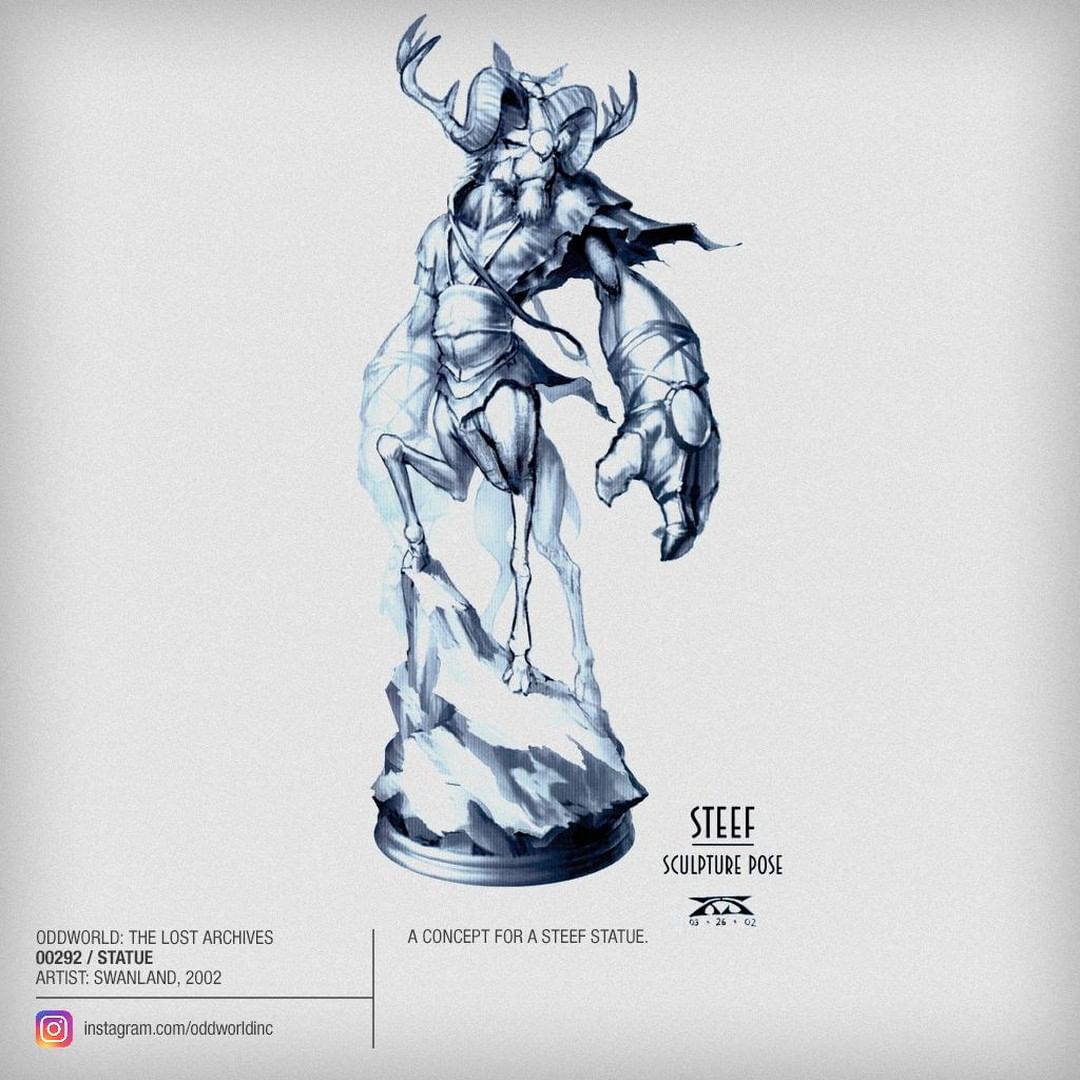 STEEF
SCULPTURE POSE
03 • 26 • 02
ODDWORLD: THE LOST ARCHIVES
00292 / STATUE
ARTIST: SWANLAND, 2002
A CONCEPT FOR A STEEF STATUE.
instagram.com/oddworldinc